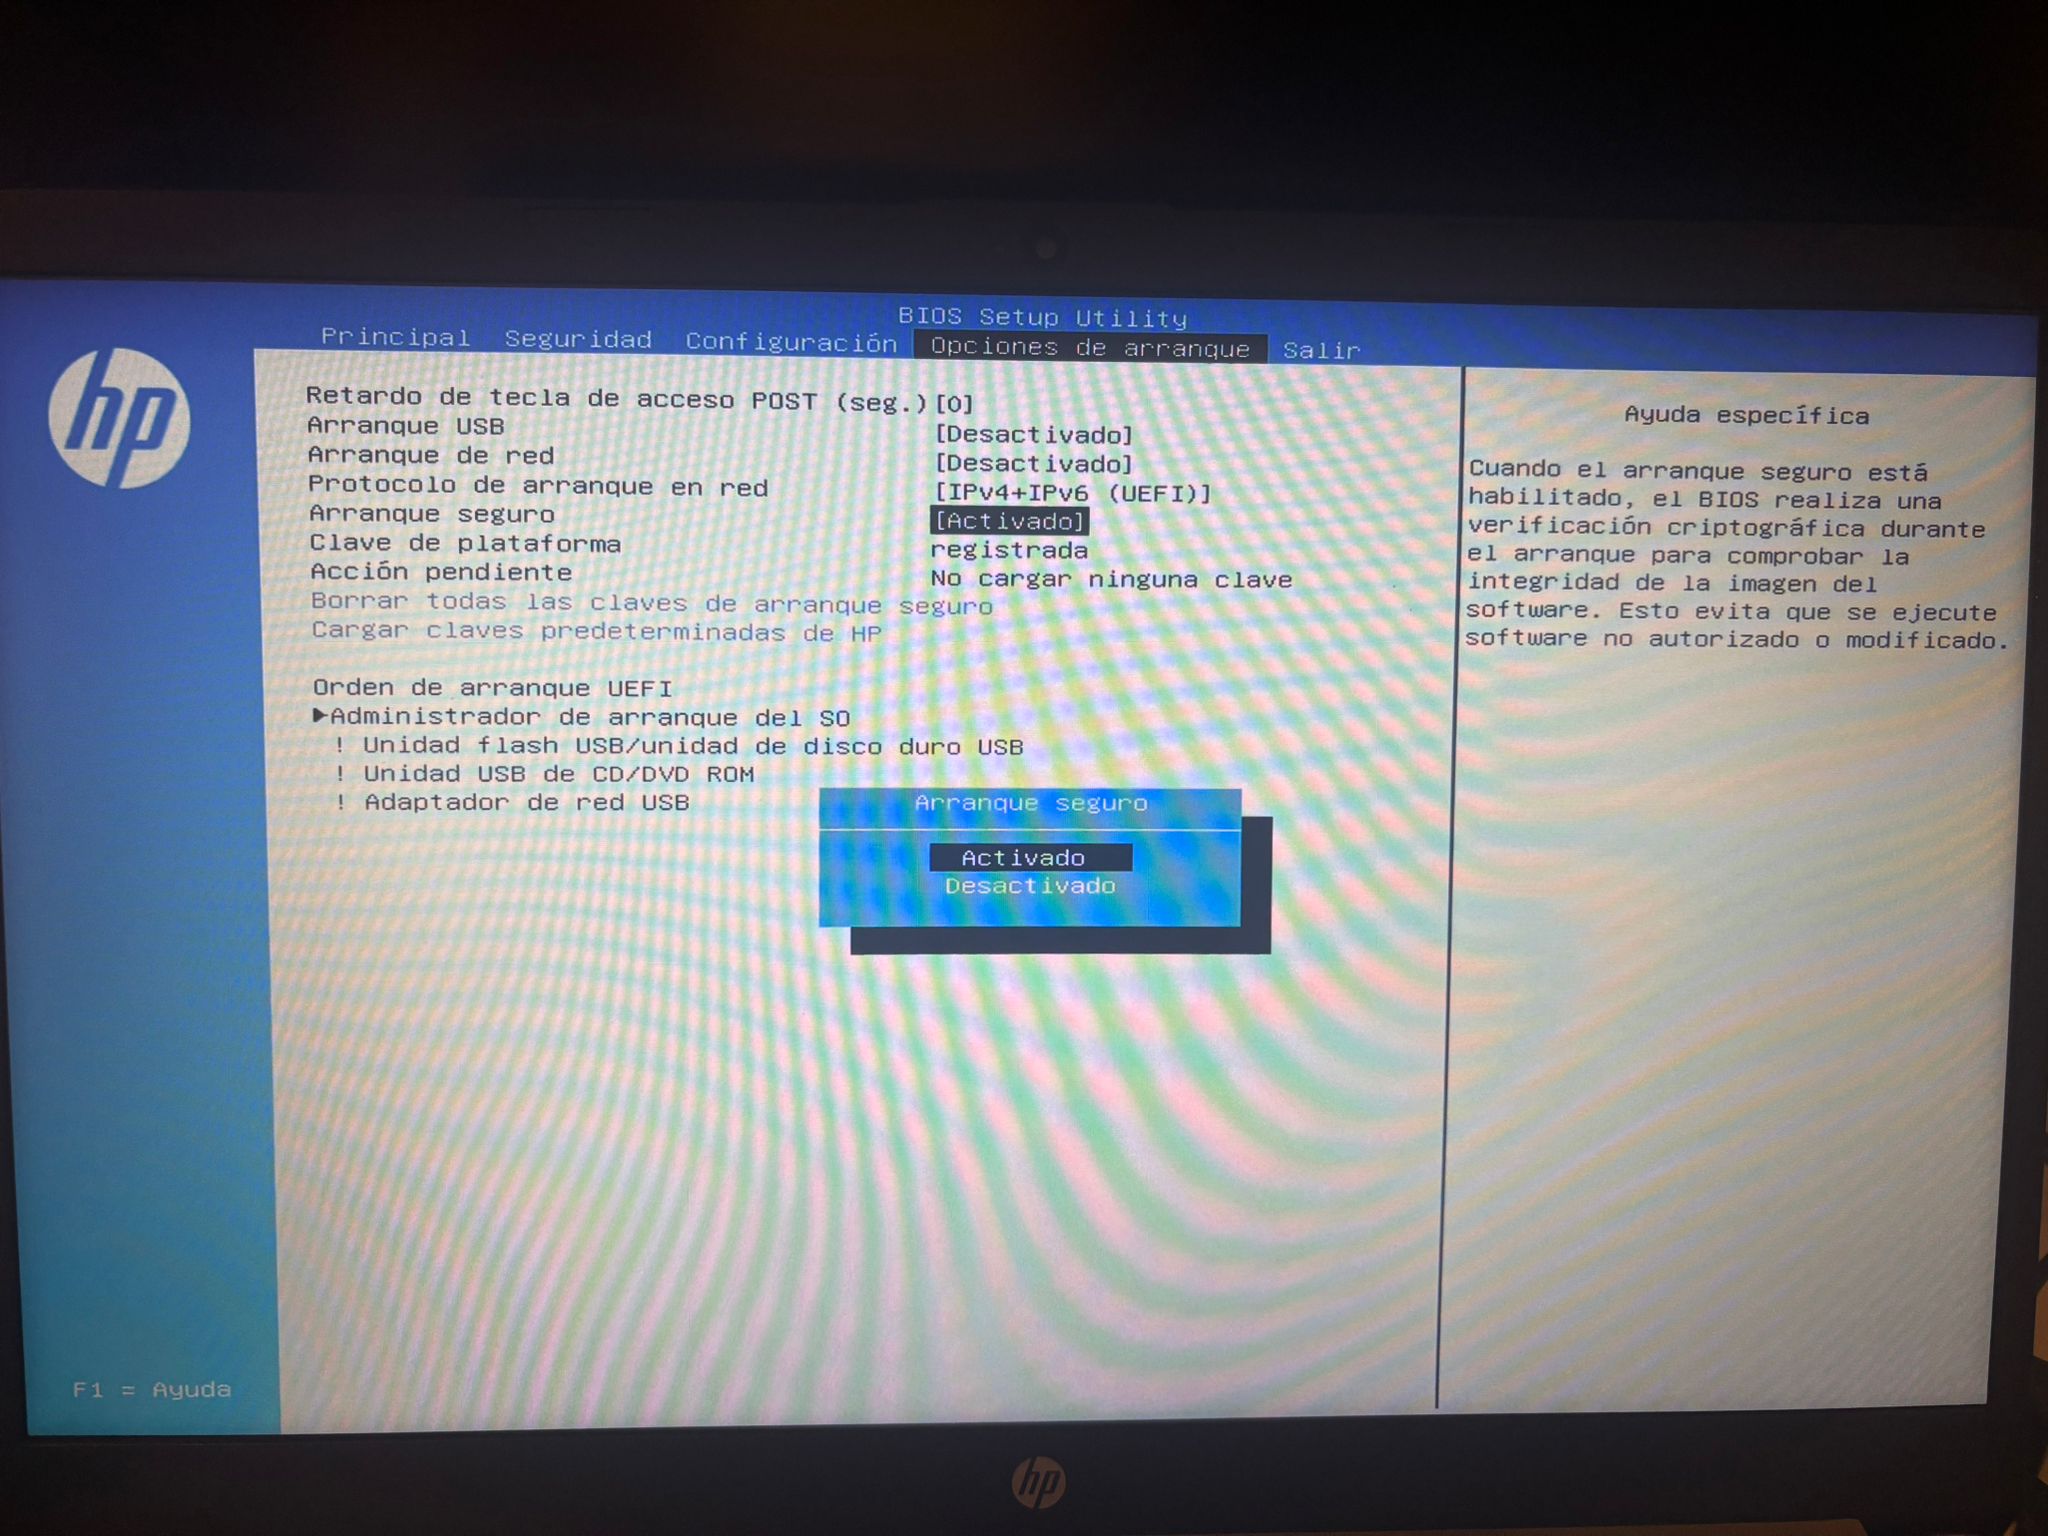 BIOS Setup Utility
Principal Seguridad Configuración Opciones de arranque Salir
hp
Retardo de tecla de acceso POST (seg.) [0]
Arranque USB [Desactivado]
Arranque de red [Desactivado]
Protocolo de arranque en red [IPv4+IPv6 (UEFI)]
Arranque seguro [Activado]
Clave de plataforma registrada
Acción pendiente No cargar ninguna clave
Borrar todas las claves de arranque seguro
Cargar claves predeterminadas de HP
Orden de arranque UEFI
▶Administrador de arranque del SO
! Unidad flash USB/unidad de disco duro USB
! Unidad USB de CD/DVD ROM
! Adaptador de red USB
Arranque seguro
Activado
Desactivado
Ayuda específica
Cuando el arranque seguro está
habilitado, el BIOS realiza una
verificación criptográfica durante
el arranque para comprobar la
integridad de la imagen del
software. Esto evita que se ejecute
software no autorizado o modificado.
F1 = Ayuda
hp